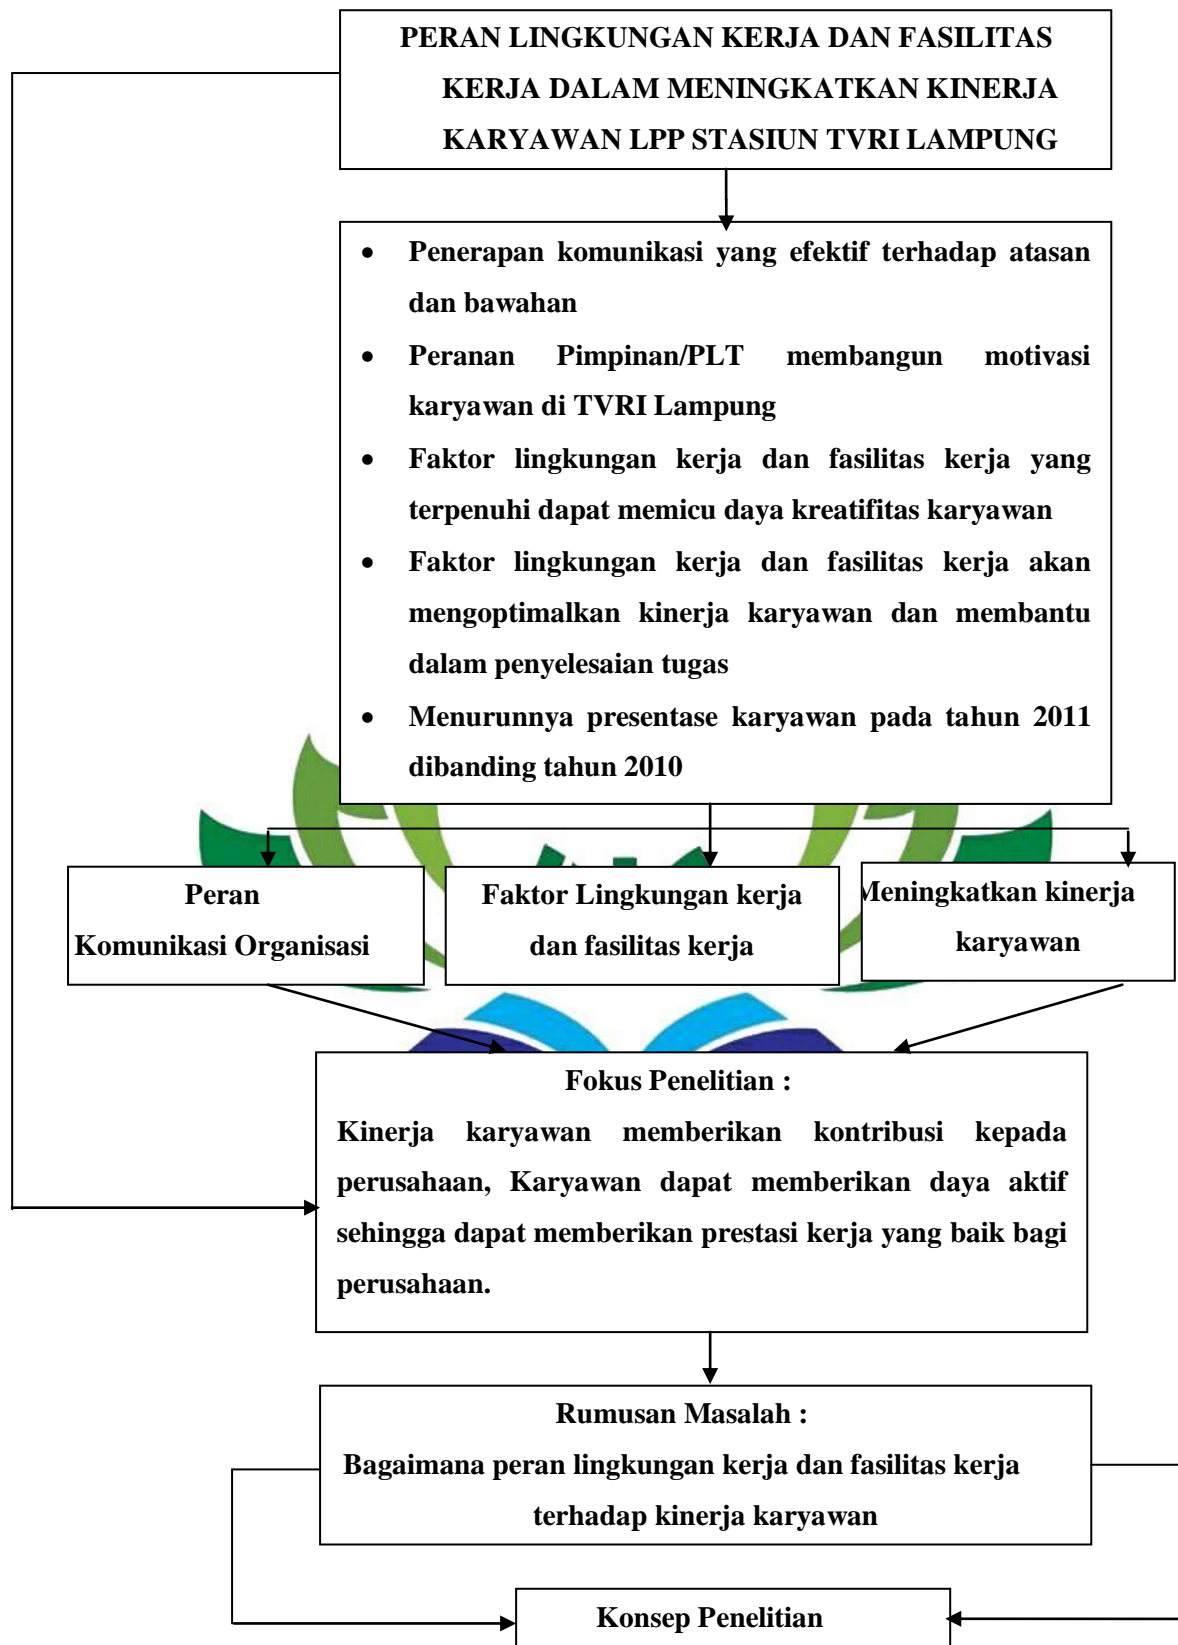 PERAN LINGKUNGAN KERJA DAN FASILITAS
KERJA DALAM MENINGKATKAN KINERJA
KARYAWAN LPP STASIUN TVRI LAMPUNG
• Penerapan komunikasi yang efektif terhadap atasan
dan bawahan
• Peranan Pimpinan/PLT membangun motivasi
karyawan di TVRI Lampung
• Faktor lingkungan kerja dan fasilitas kerja yang
terpenuhi dapat memicu daya kreatifitas karyawan
• Faktor lingkungan kerja dan fasilitas kerja akan
mengoptimalkan kinerja karyawan dan membantu
dalam penyelesaian tugas
• Menurunnya presentase karyawan pada tahun 2011
dibanding tahun 2010
Peran
Komunikasi Organisasi
Faktor Lingkungan kerja
dan fasilitas kerja
Meningkatkan kinerja
karyawan
Fokus Penelitian :
Kinerja karyawan memberikan kontribusi kepada
perusahaan, Karyawan dapat memberikan daya aktif
sehingga dapat memberikan prestasi kerja yang baik bagi
perusahaan.
Rumusan Masalah :
Bagaimana peran lingkungan kerja dan fasilitas kerja
terhadap kinerja karyawan
Konsep Penelitian